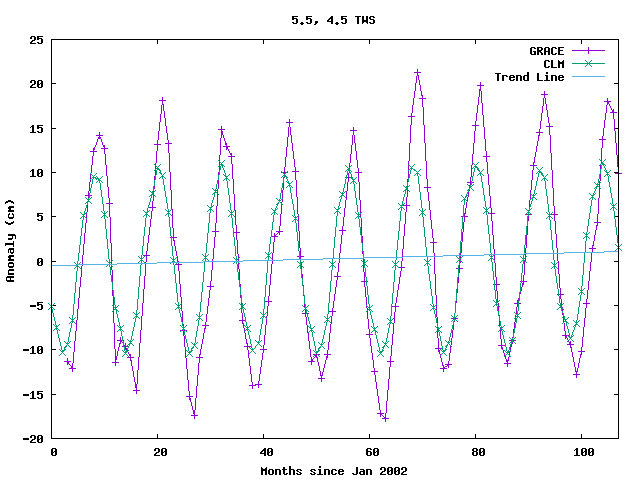 5.5, 4.5 TWS
GRACE
CLM
Trend Line
25
20
15
10
5
0
-5
-10
-15
-20
Anomaly (cm)
0 20 40 60 80 100
Months since Jan 2002